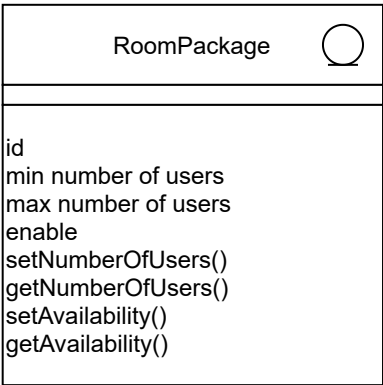 RoomPackage
id
min number of users
max number of users
enable
setNumberOfUsers()
getNumberOfUsers()
setAvailability()
getAvailability()